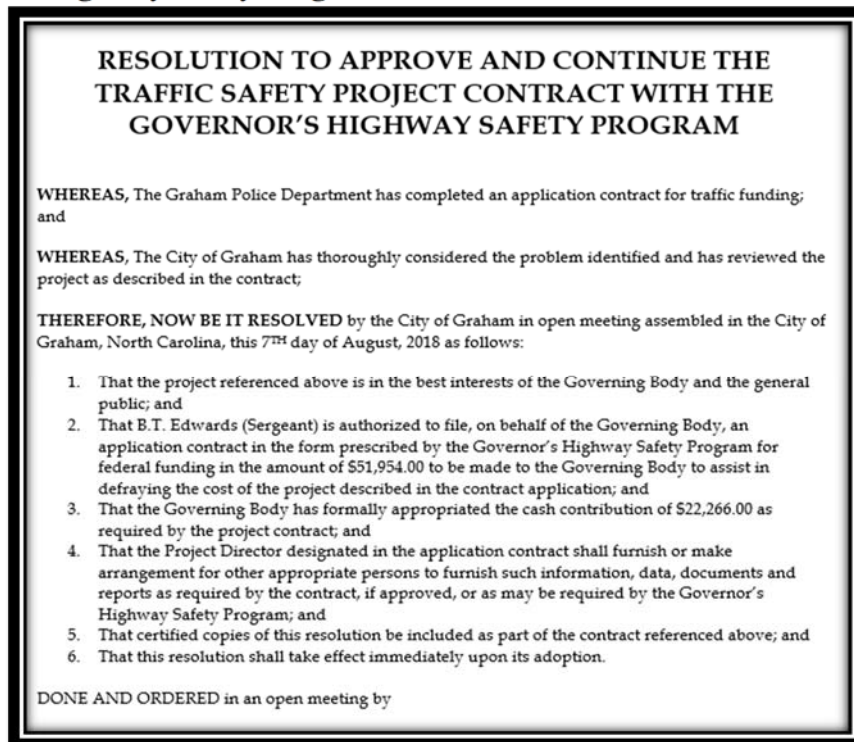 RESOLUTION TO APPROVE AND CONTINUE THE
TRAFFIC SAFETY PROJECT CONTRACT WITH THE
GOVERNOR'S HIGHWAY SAFETY PROGRAM
WHEREAS, The Graham Police Department has completed an application contract for traffic funding;
and
WHEREAS, The City of Graham has thoroughly considered the problem identified and has reviewed the
project as described in the contract;
THEREFORE, NOW BE IT RESOLVED by the City of Graham in open meeting assembled in the City of
Graham, North Carolina, this 7TH day of August, 2018 as follows:
1. That the project referenced above is in the best interests of the Governing Body and the general
public; and
2. That B.T. Edwards (Sergeant) is authorized to file, on behalf of the Governing Body, an
application contract in the form prescribed by the Governor's Highway Safety Program for
federal funding in the amount of $51,954.00 to be made to the Governing Body to assist in
defraying the cost of the project described in the contract application; and
3. That the Governing Body has formally appropriated the cash contribution of $22,266.00 as
required by the project contract; and
4. That the Project Director designated in the application contract shall furnish or make
arrangement for other appropriate persons to furnish such information, data, documents and
reports as required by the contract, if approved, or as may be required by the Governor's
Highway Safety Program; and
5. That certified copies of this resolution be included as part of the contract referenced above; and
6. That this resolution shall take effect immediately upon its adoption.
DONE AND ORDERED in an open meeting by